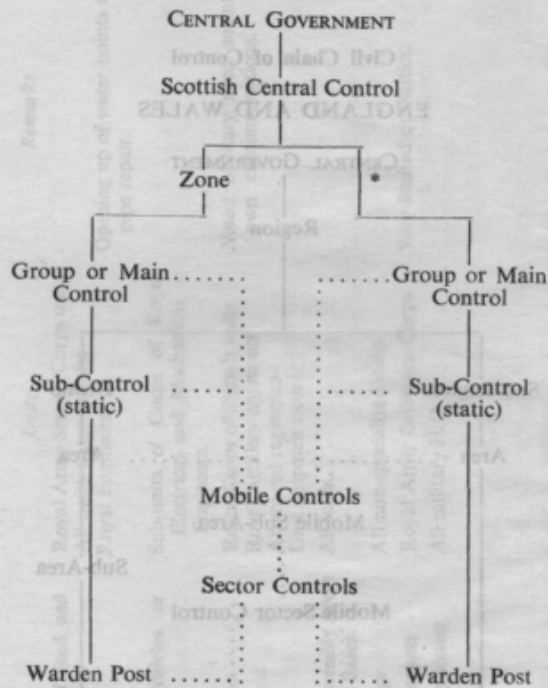 CENTRAL GOVERNMENT
Scottish Central Control
Zone *
Group or Main Control
Group or Main Control
Sub-Control (static)
Sub-Control (static)
Mobile Controls
Sector Controls
Warden Post Warden Post